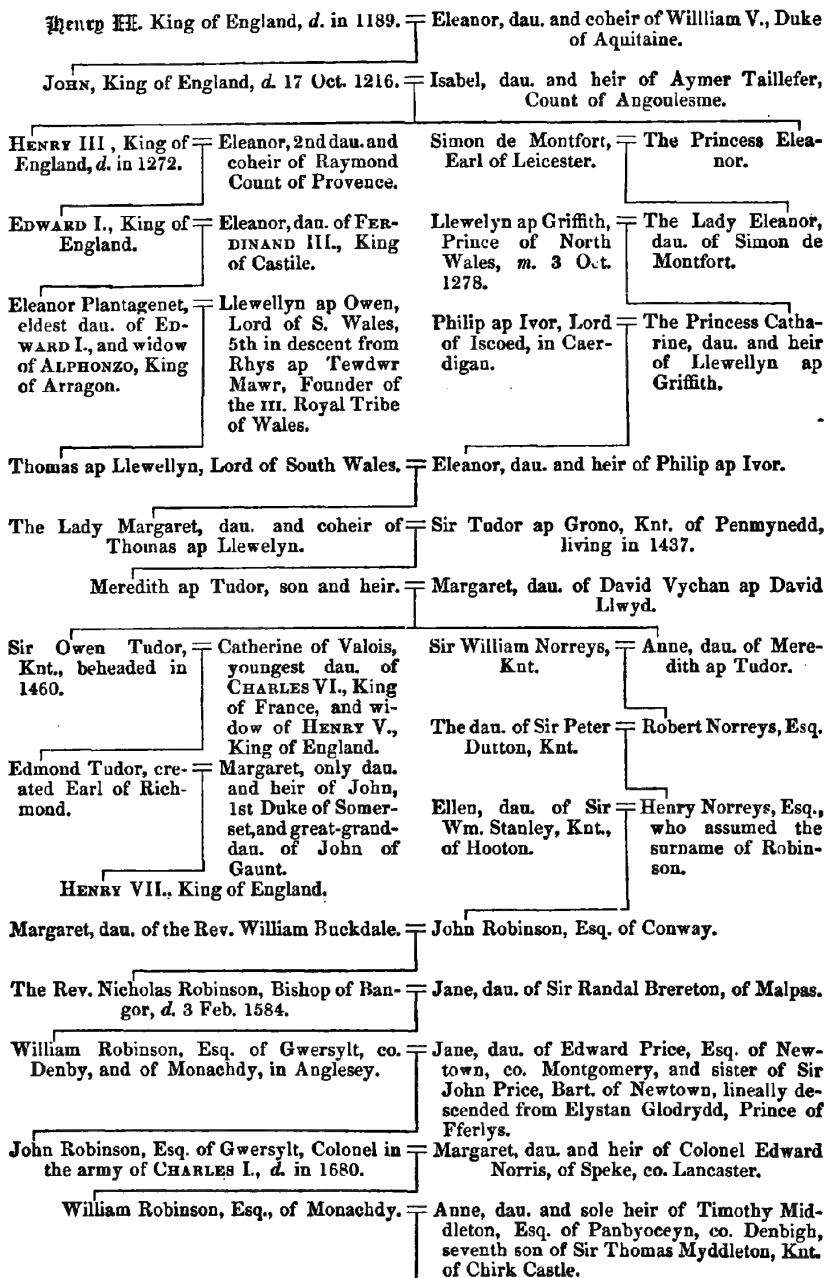 Henry II. King of England, d. in 1189. = Eleanor, dau. and coheir of Willliam V., Duke
of Aquitaine.
JOHN, King of England, d. 17 Oct. 1216. = Isabel, dau. and heir of Aymer Taillefer,
Count of Angoulesme.
HENRY III, King of
England, d. in 1272.
Eleanor, 2nd dau. and
coheir of Raymond
Count of Provence.
Simon de Montfort,
Earl of Leicester.
The Princess Elea-
nor.
EDWARD I., King of
England.
Eleanor, dau. of FER-
DINAND III., King
of Castile.
Llewelyn ap Griffith,
Prince of North
Wales, m. 3 Oct.
1278.
The Lady Eleanor,
dau. of Simon de
Montfort.
Eleanor Plantagenet,
eldest dau. of ED-
WARD I., and widow
of ALPHONZO, King
of Arragon.
Llewellyn ap Owen,
Lord of S. Wales,
5th in descent from
Rhys ap Tewdwr
Mawr, Founder of
the III. Royal Tribe
of Wales.
Philip ap Ivor, Lord
of Iscoed, in Caer-
digan.
The Princess Catha-
rine, dau. and heir
of Llewellyn ap
Griffith.
Thomas ap Llewellyn, Lord of South Wales. = Eleanor, dau. and heir of Philip ap Ivor.
The Lady Margaret, dau. and coheir of
Thomas ap Llewelyn.
Sir Tudor ap Grono, Knt. of Penmynedd,
living in 1437.
Meredith ap Tudor, son and heir. = Margaret, dau. of David Vychan ap David
Llwyd.
Sir Owen Tudor,
Knt., beheaded in
1460.
Catherine of Valois,
youngest dau. of
CHARLES VI., King
of France, and wi-
dow of HENRY V.,
King of England.
Sir William Norreys,
Knt.
Anne, dau. of Mere-
dith ap Tudor.
The dau. of Sir Peter
Dutton, Knt.
Robert Norreys, Esq.
Edmond Tudor, cre-
ated Earl of Rich-
mond.
Margaret, only dau.
and heir of John,
1st Duke of Somer-
set, and great-grand-
dau. of John of
Gaunt.
Ellen, dau. of Sir
Wm. Stanley, Knt.,
of Hooton.
Henry Norreys, Esq.,
who assumed the
surname of Robin-
son.
HENRY VII., King of England.
Margaret, dau. of the Rev. William Buckdale. = John Robinson, Esq. of Conway.
The Rev. Nicholas Robinson, Bishop of Ban-
gor, d. 3 Feb. 1584.
Jane, dau. of Sir Randal Brereton, of Malpas.
William Robinson, Esq. of Gwersylt, co.
Denby, and of Monachdy, in Anglesey.
Jane, dau. of Edward Price, Esq. of New-
town, co. Montgomery, and sister of Sir
John Price, Bart. of Newtown, lineally de-
scended from Elystan Glodrydd, Prince of
Fferlys.
John Robinson, Esq. of Gwersylt, Colonel in
the army of CHARLES I., d. in 1680.
Margaret, dau. and heir of Colonel Edward
Norris, of Speke, co. Lancaster.
William Robinson, Esq., of Monachdy. = Anne, dau. and sole heir of Timothy Mid-
dleton, Esq. of Panbyoceyn, co. Denbigh,
seventh son of Sir Thomas Myddleton, Knt.
of Chirk Castle.